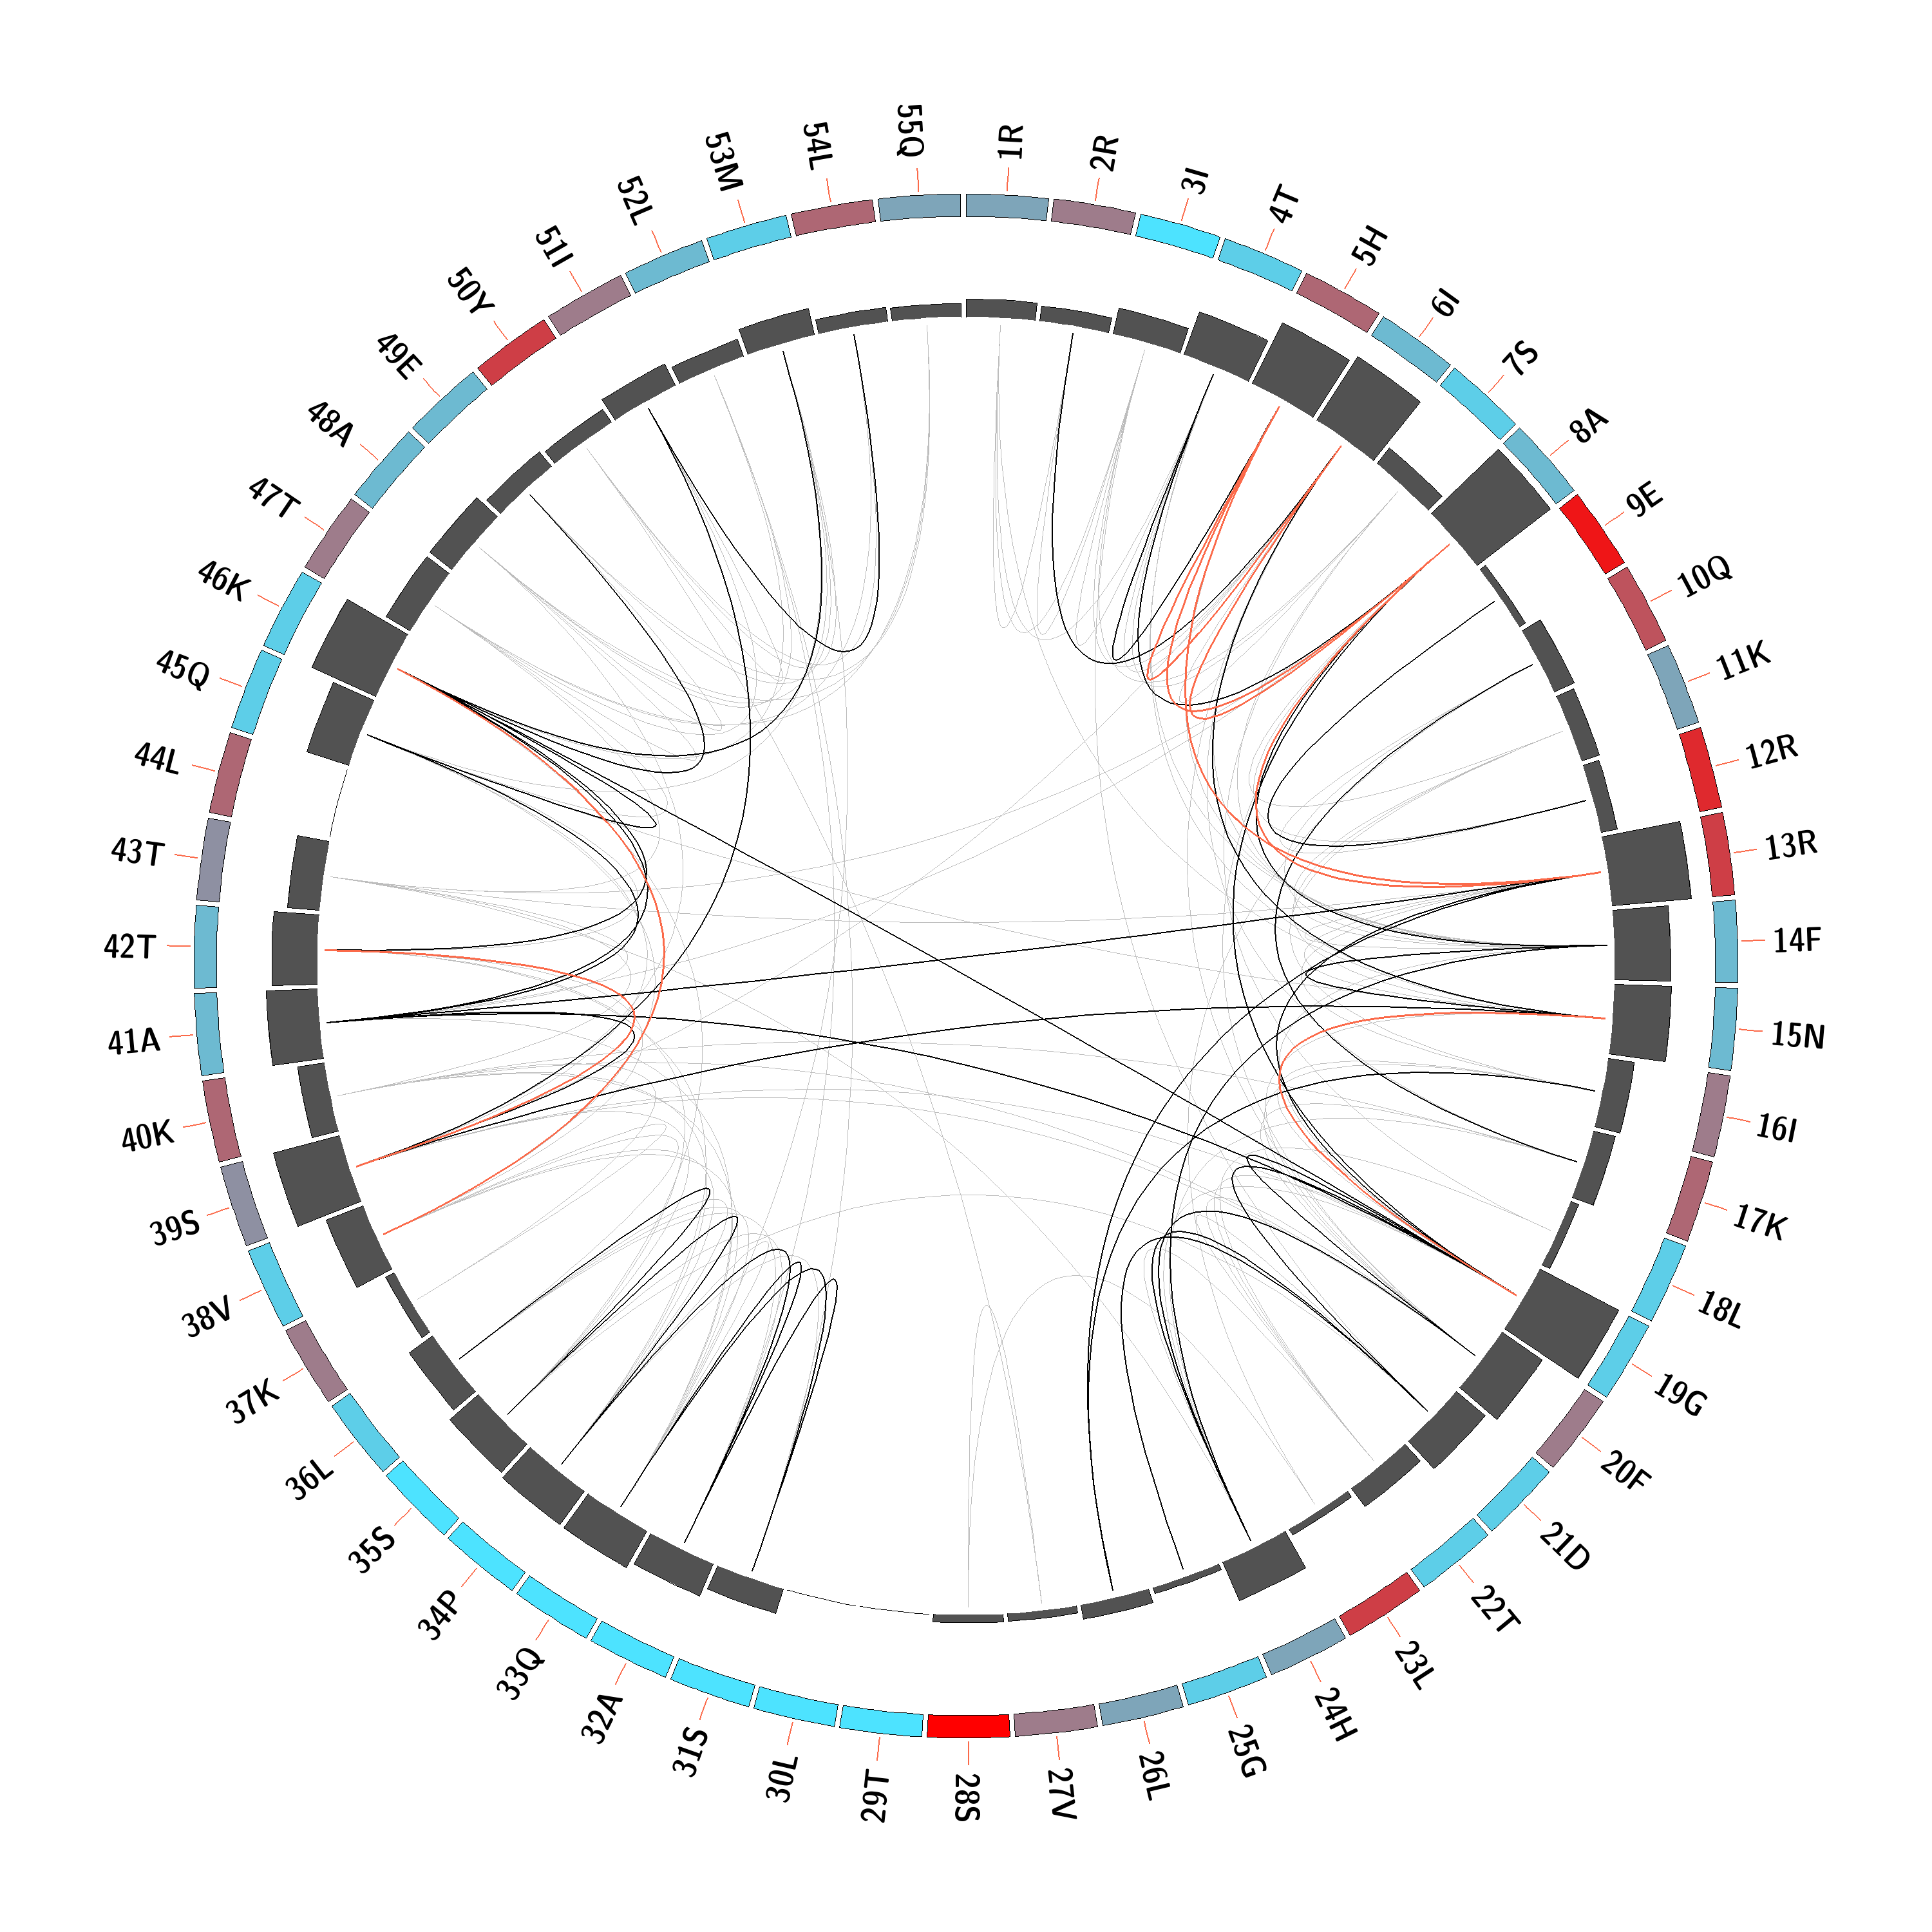 1R
2R
3I
4T
5H
6I
7S
8A
9E
10Q
11K
12R
13R
14F
15N
16I
17K
18L
19G
20F
21D
22T
23L
24H
25G
26L
27V
28S
29T
30L
31S
32A
33Q
34P
35S
36L
37K
38V
39S
40K
41A
42T
43T
44L
45Q
46K
47T
48A
49E
50Y
51I
52L
53M
54L
55Q